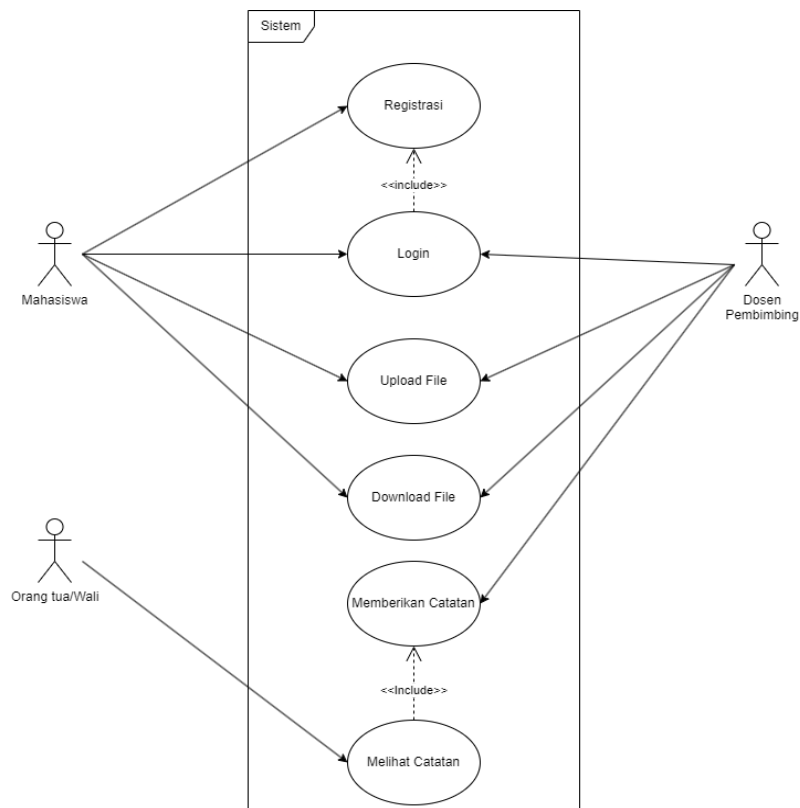 Sistem
Registrasi
<<include>>
Mahasiswa
Login
Dosen
Pembimbing
Upload File
Download File
Orang tua/Wali
Memberikan Catatan
<<Include>>
Melihat Catatan